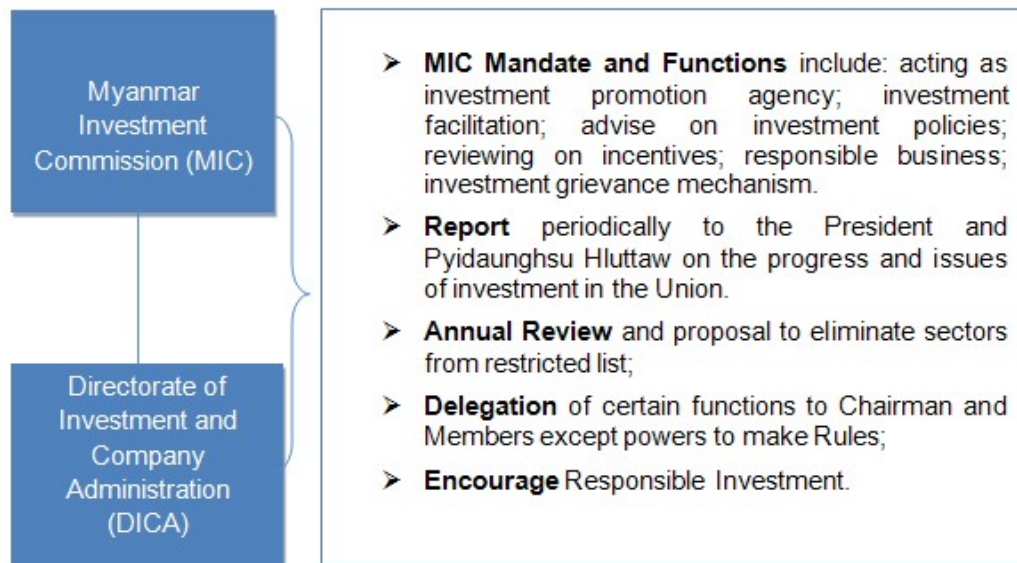 Myanmar
Investment
Commission (MIC)
Directorate of
Investment and
Company
Administration
(DICA)
➤ MIC Mandate and Functions include: acting as
investment promotion agency; investment
facilitation; advise on investment policies;
reviewing on incentives; responsible business;
investment grievance mechanism.
➤ Report periodically to the President and
Pyidaunghsu Hluttaw on the progress and issues
of investment in the Union.
➤ Annual Review and proposal to eliminate sectors
from restricted list;
➤ Delegation of certain functions to Chairman and
Members except powers to make Rules;
➤ Encourage Responsible Investment.